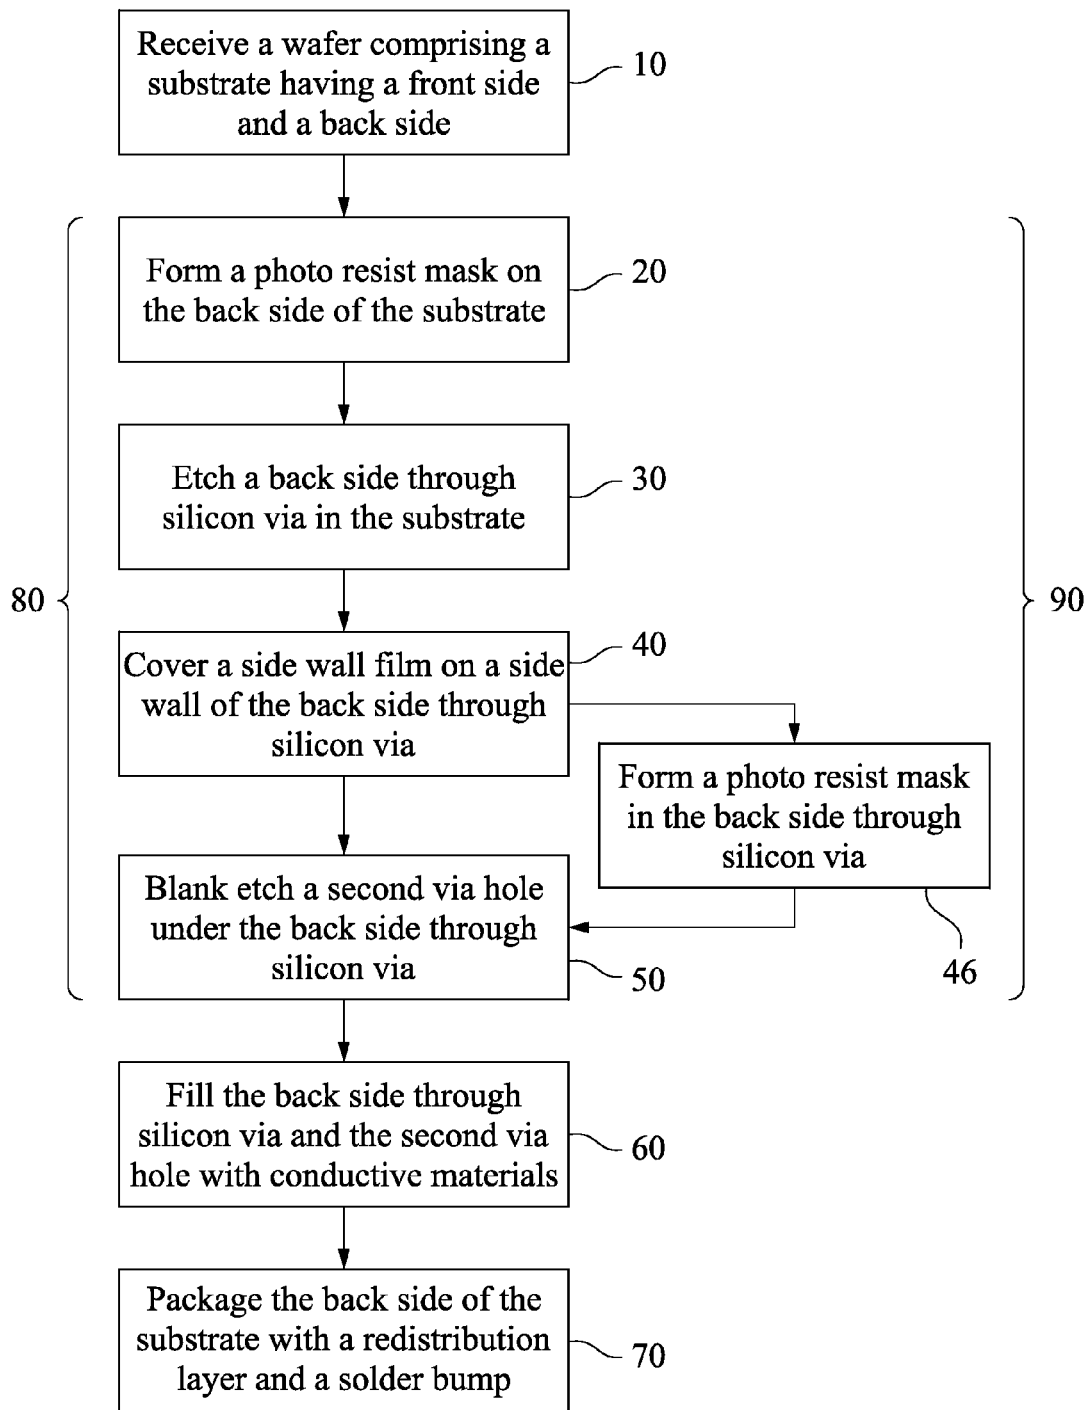 Receive a wafer comprising a
substrate having a front side
and a back side
10
Form a photo resist mask on
the back side of the substrate
20
Etch a back side through
silicon via in the substrate
30
80
90
Cover a side wall film on a side
wall of the back side through
silicon via
40
Form a photo resist mask
in the back side through
silicon via
46
Blank etch a second via hole
under the back side through
silicon via
50
Fill the back side through
silicon via and the second via
hole with conductive materials
60
Package the back side of the
substrate with a redistribution
layer and a solder bump
70